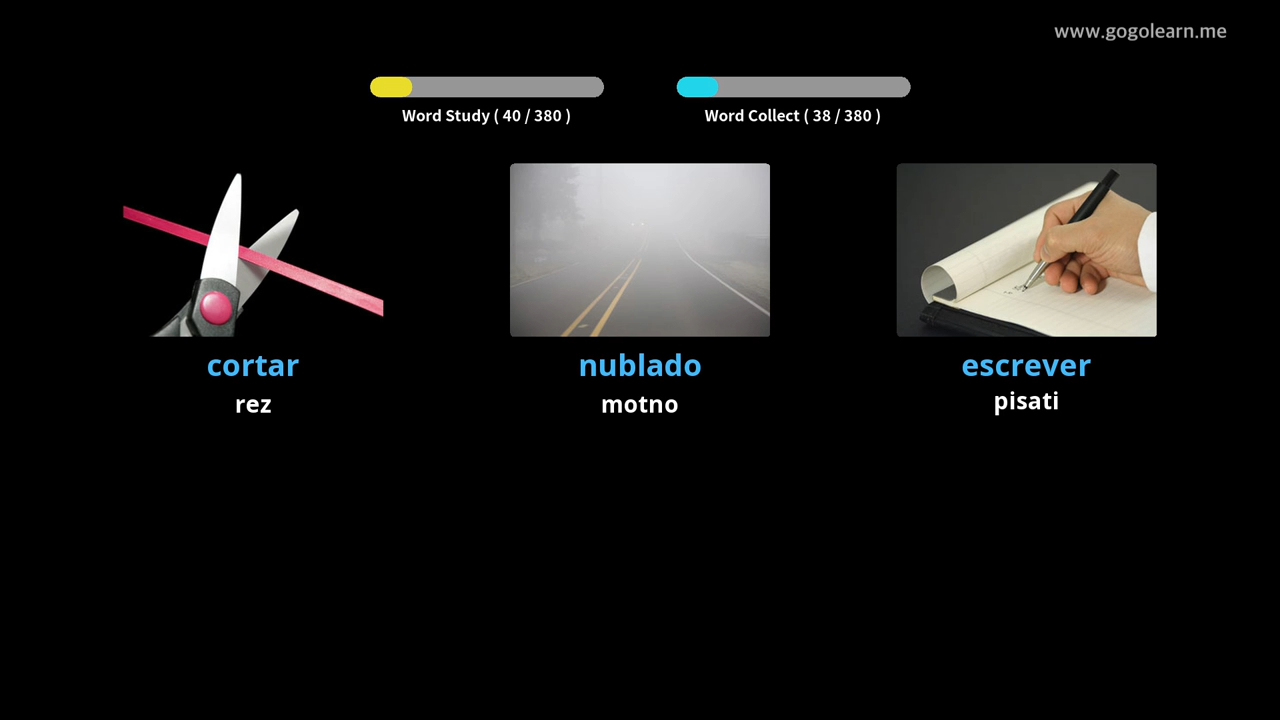 www.gogolearn.me
Word Study ( 40 / 380 )
Word Collect ( 38 / 380 )
cortar
rez
nublado
motno
escrever
pisati